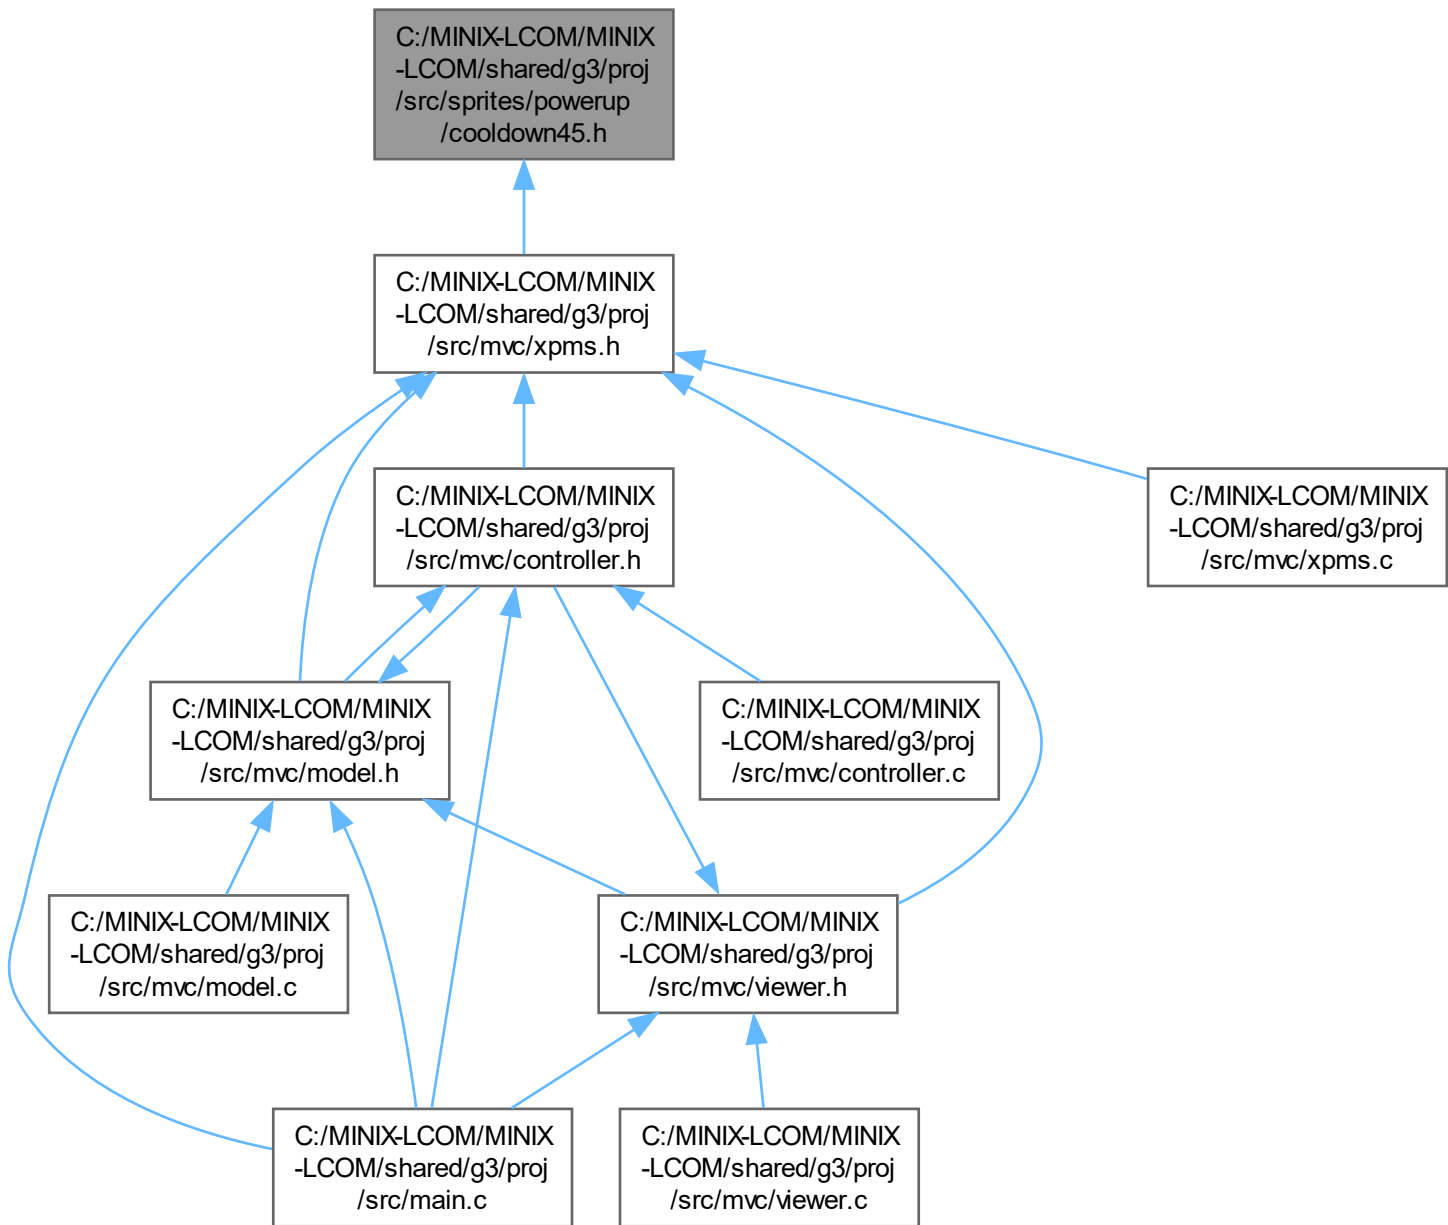 C:/MINIX-LCOM/MINIX
-LCOM/shared/g3/proj
/src/sprites/powerup
/cooldown45.h
C:/MINIX-LCOM/MINIX
-LCOM/shared/g3/proj
/src/mvc/xpms.h
C:/MINIX-LCOM/MINIX
-LCOM/shared/g3/proj
/src/mvc/controller.h
C:/MINIX-LCOM/MINIX
-LCOM/shared/g3/proj
/src/mvc/xpms.c
C:/MINIX-LCOM/MINIX
-LCOM/shared/g3/proj
/src/mvc/model.h
C:/MINIX-LCOM/MINIX
-LCOM/shared/g3/proj
/src/mvc/controller.c
C:/MINIX-LCOM/MINIX
-LCOM/shared/g3/proj
/src/mvc/model.c
C:/MINIX-LCOM/MINIX
-LCOM/shared/g3/proj
/src/mvc/viewer.h
C:/MINIX-LCOM/MINIX
-LCOM/shared/g3/proj
/src/main.c
C:/MINIX-LCOM/MINIX
-LCOM/shared/g3/proj
/src/mvc/viewer.c